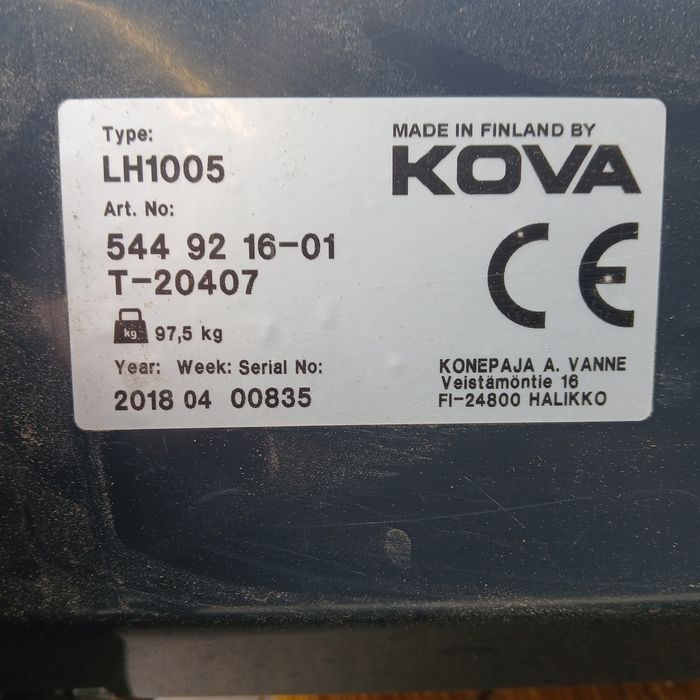 Type:
LH1005
Art. No:
544 92 16-01
T-20407
kg 97,5 kg
Year: Week: Serial No:
2018 04 00835
MADE IN FINLAND BY
KOVA
CE
KONEPAJA A. VANNE
Veistämöntie 16
FI-24800 HALIKKO